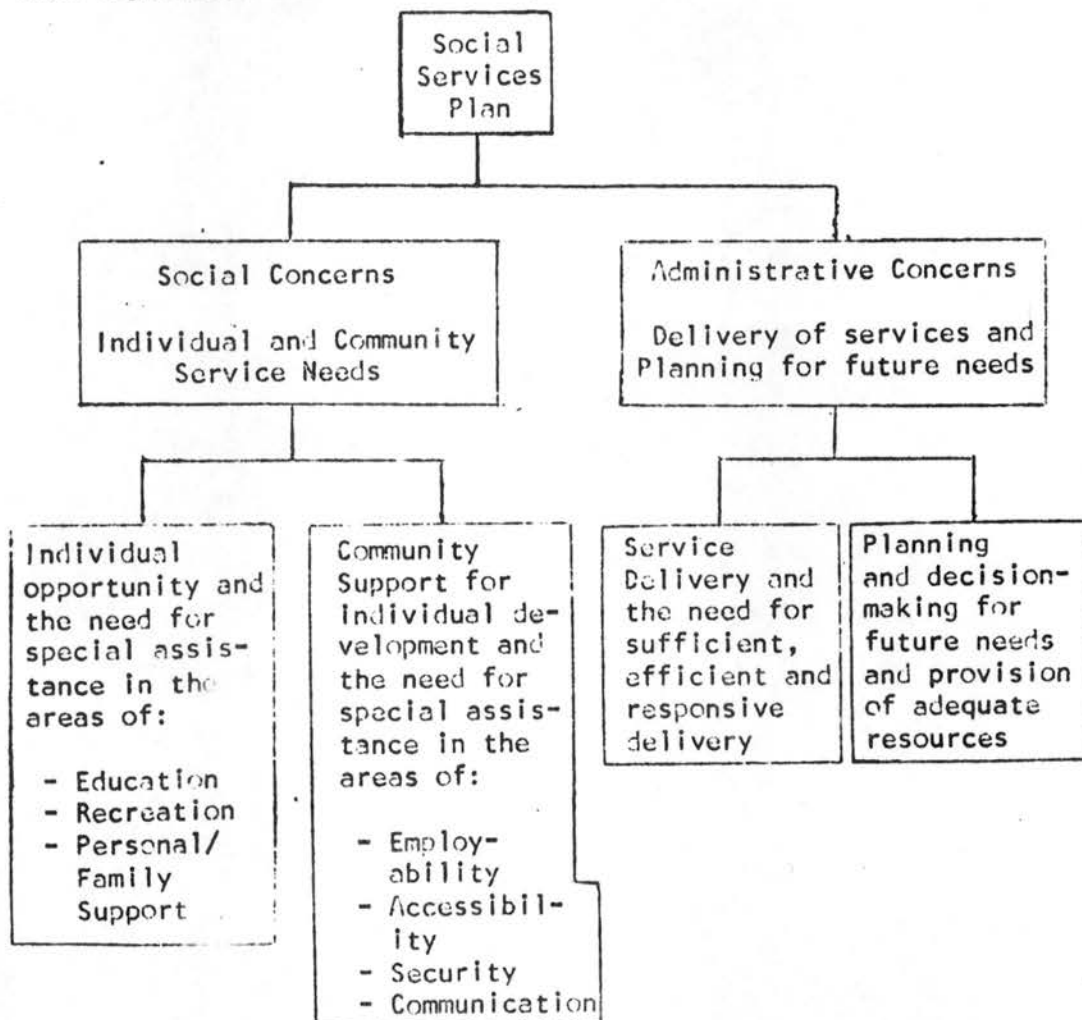 Social
Services
Plan
Social Concerns
Individual and Community
Service Needs
Administrative Concerns
Delivery of services and
Planning for future needs
Individual
opportunity and
the need for
special assis-
tance in the
areas of:
- Education
- Recreation
- Personal/
Family
Support
Community
Support for
individual de-
velopment and
the need for
special assis-
tance in the
areas of:
- Employ-
ability
- Accessibil-
ity
- Security
- Communication
Service
Delivery and
the need for
sufficient,
efficient and
responsive
delivery
Planning
and decision-
making for
future needs
and provision
of adequate
resources